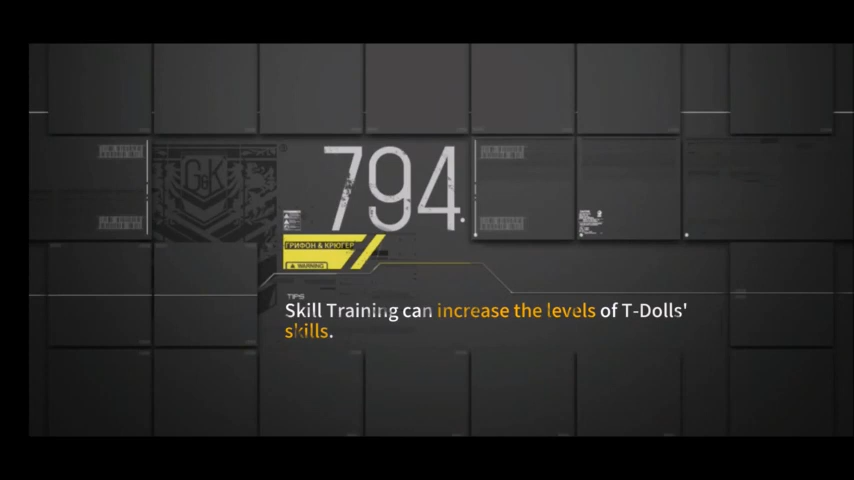 G&K
794.
ГРИФОН & КРЮГЕР
WARNING
TIPS
Skill Training can increase the levels of T-Dolls'
skills.